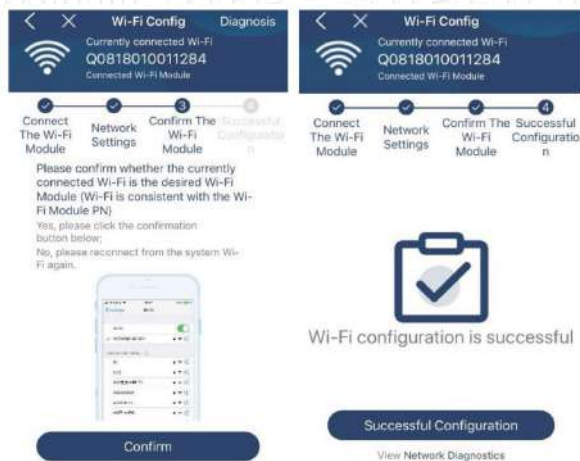 Wi-Fi Config
Diagnosis
Currently connected Wi-Fi
Q0818010011284
Connected Wi-Fi Module
3
4
Connect
The Wi-Fi
Module
Network
Settings
Confirm The
Wi-Fi
Module
Successful
Configuratio
n
Please confirm whether the currently
connected Wi-Fi is the desired Wi-Fi
Module (Wi-Fi is consistent with the Wi-
Fi Module PN)
Yes, please click the confirmation
button below;
No, please reconnect from the system Wi-
Fi again.
Confirm
Wi-Fi Config
Currently connected Wi-Fi
Q0818010011284
Connected Wi-Fi Module
4
Connect
The Wi-Fi
Module
Network
Settings
Confirm The
Wi-Fi
Module
Successful
Configuratio
n
Wi-Fi configuration is successful
Successful Configuration
View Network Diagnostics